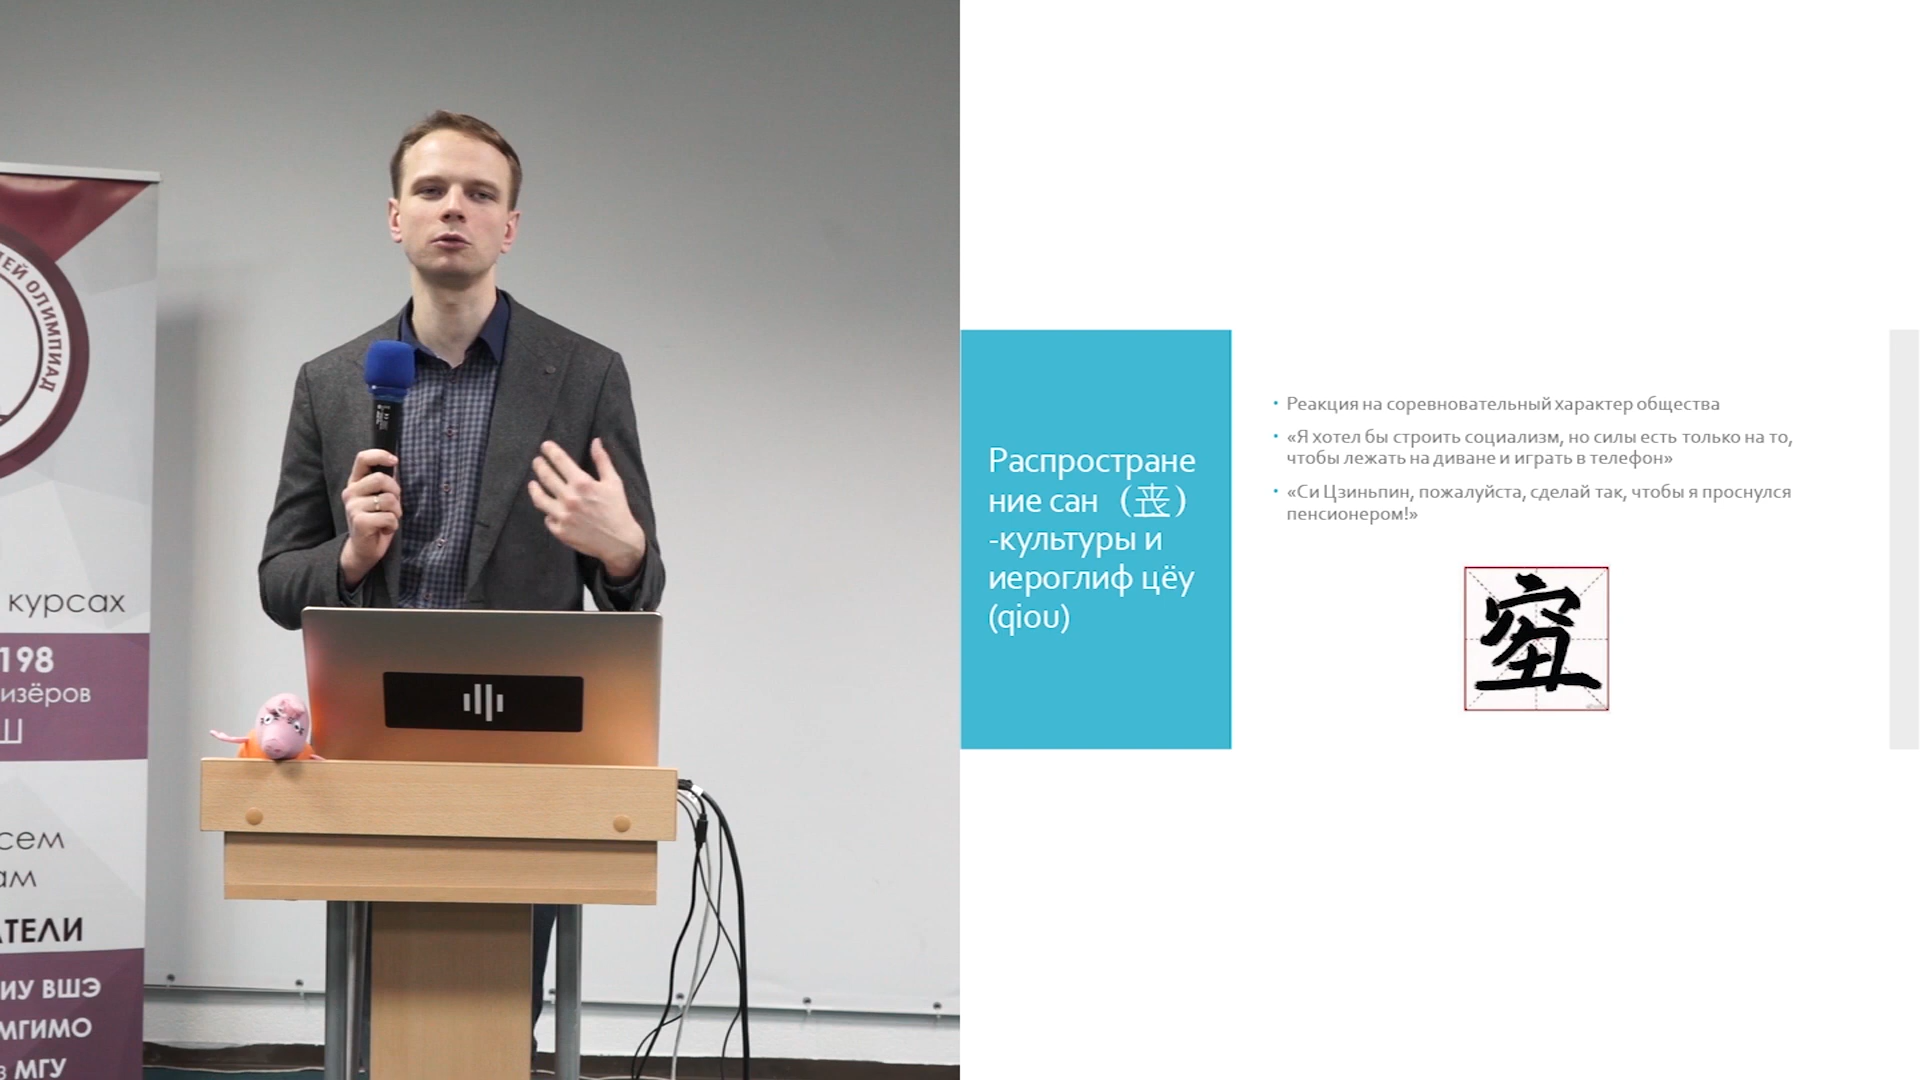 ЕЙ ОЛИМПИАД
курсах
198
изёров
Ш
сем
ам
АТЕЛИ
ИУ ВШЭ
МГИМО
в МГУ
Распростране
ние сан（丧）
-культуры и
иероглиф цёу
(qiou)
• Реакция на соревновательный характер общества
• «Я хотел бы строить социализм, но силы есть только на то,
чтобы лежать на диване и играть в телефон»
• «Си Цзиньпин, пожалуйста, сделай так, чтобы я проснулся
пенсионером!»